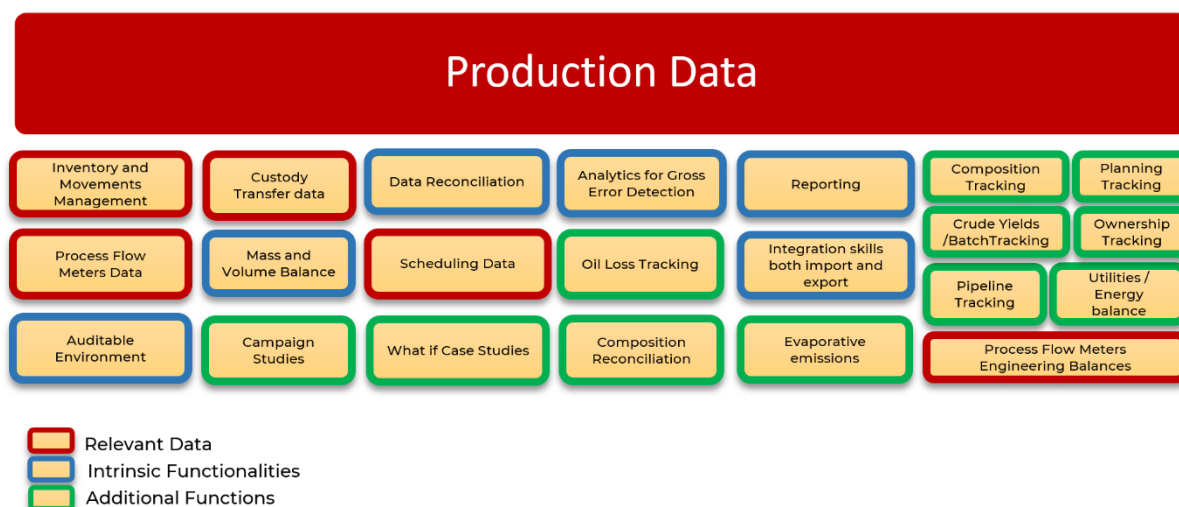 Production Data
Inventory and
Movements
Management
Custody
Transfer data
Data Reconciliation
Analytics for Gross
Error Detection
Reporting
Composition
Tracking
Planning
Tracking
Crude Yields
/BatchTracking
Ownership
Tracking
Process Flow
Meters Data
Mass and
Volume Balance
Scheduling Data
Oil Loss Tracking
Integration skills
both import and
export
Pipeline
Tracking
Utilities /
Energy
balance
Auditable
Environment
Campaign
Studies
What if Case Studies
Composition
Reconciliation
Evaporative
emissions
Process Flow Meters
Engineering Balances
Relevant Data
Intrinsic Functionalities
Additional Functions